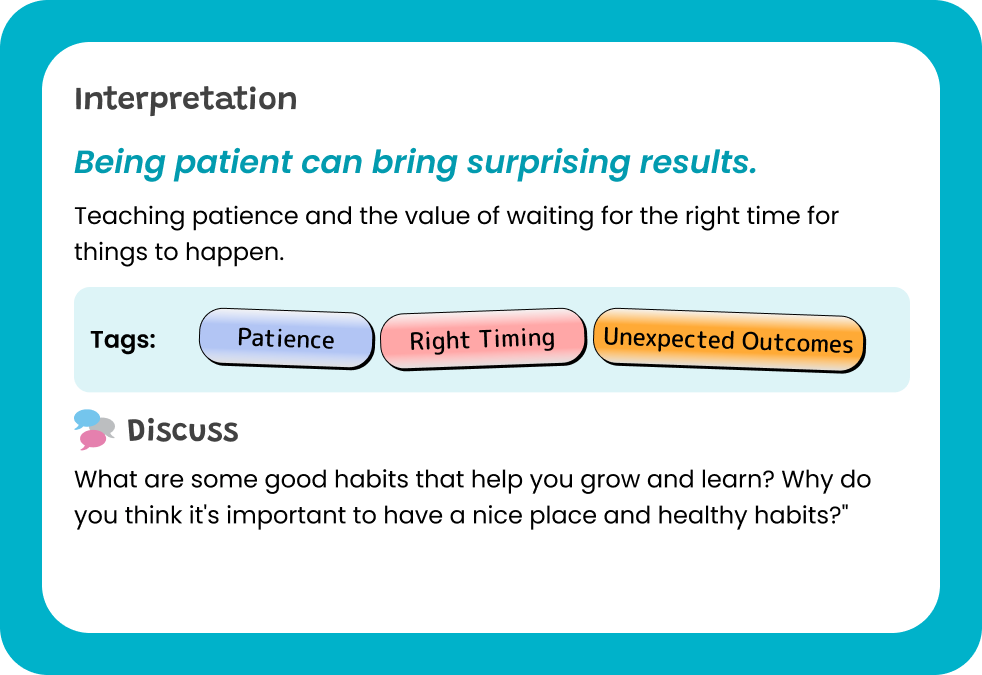 Interpretation
Being patient can bring surprising results.
Teaching patience and the value of waiting for the right time for
things to happen.
Tags: Patience Right Timing Unexpected Outcomes
Discuss
What are some good habits that help you grow and learn? Why do
you think it's important to have a nice place and healthy habits?"